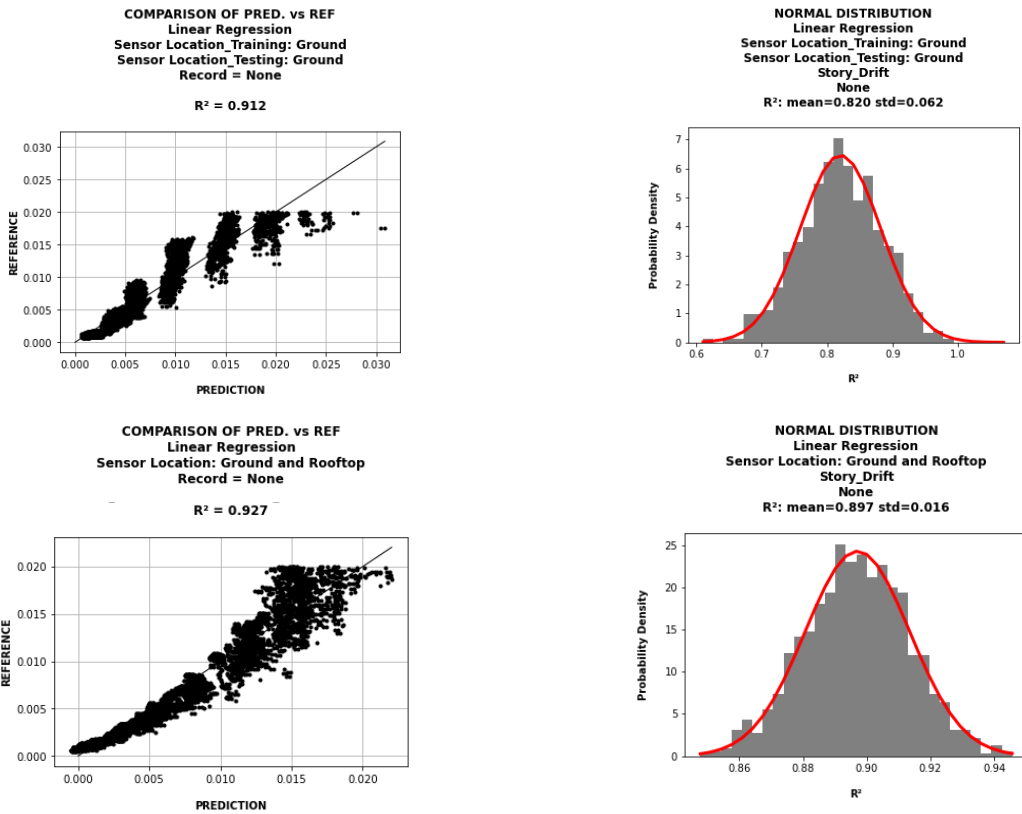 COMPARISON OF PRED. vs REF
Linear Regression
Sensor Location_Training: Ground
Sensor Location_Testing: Ground
Record = None
R² = 0.912
0.030
0.025
0.020
0.015
0.010
0.005
0.000
REFERENCE
0.000 0.005 0.010 0.015 0.020 0.025 0.030
PREDICTION
NORMAL DISTRIBUTION
Linear Regression
Sensor Location_Training: Ground
Sensor Location_Testing: Ground
Story_Drift
None
R²: mean=0.820 std=0.062
7
6
5
4
3
2
1
0
Probability Density
0.6 0.7 0.8 0.9 1.0
R²
COMPARISON OF PRED. vs REF
Linear Regression
Sensor Location: Ground and Rooftop
Record = None
R² = 0.927
0.020
0.015
0.010
0.005
0.000
REFERENCE
0.000 0.005 0.010 0.015 0.020
PREDICTION
NORMAL DISTRIBUTION
Linear Regression
Sensor Location: Ground and Rooftop
Story_Drift
None
R²: mean=0.897 std=0.016
25
20
15
10
5
0
Probability Density
0.86 0.88 0.90 0.92 0.94
R²